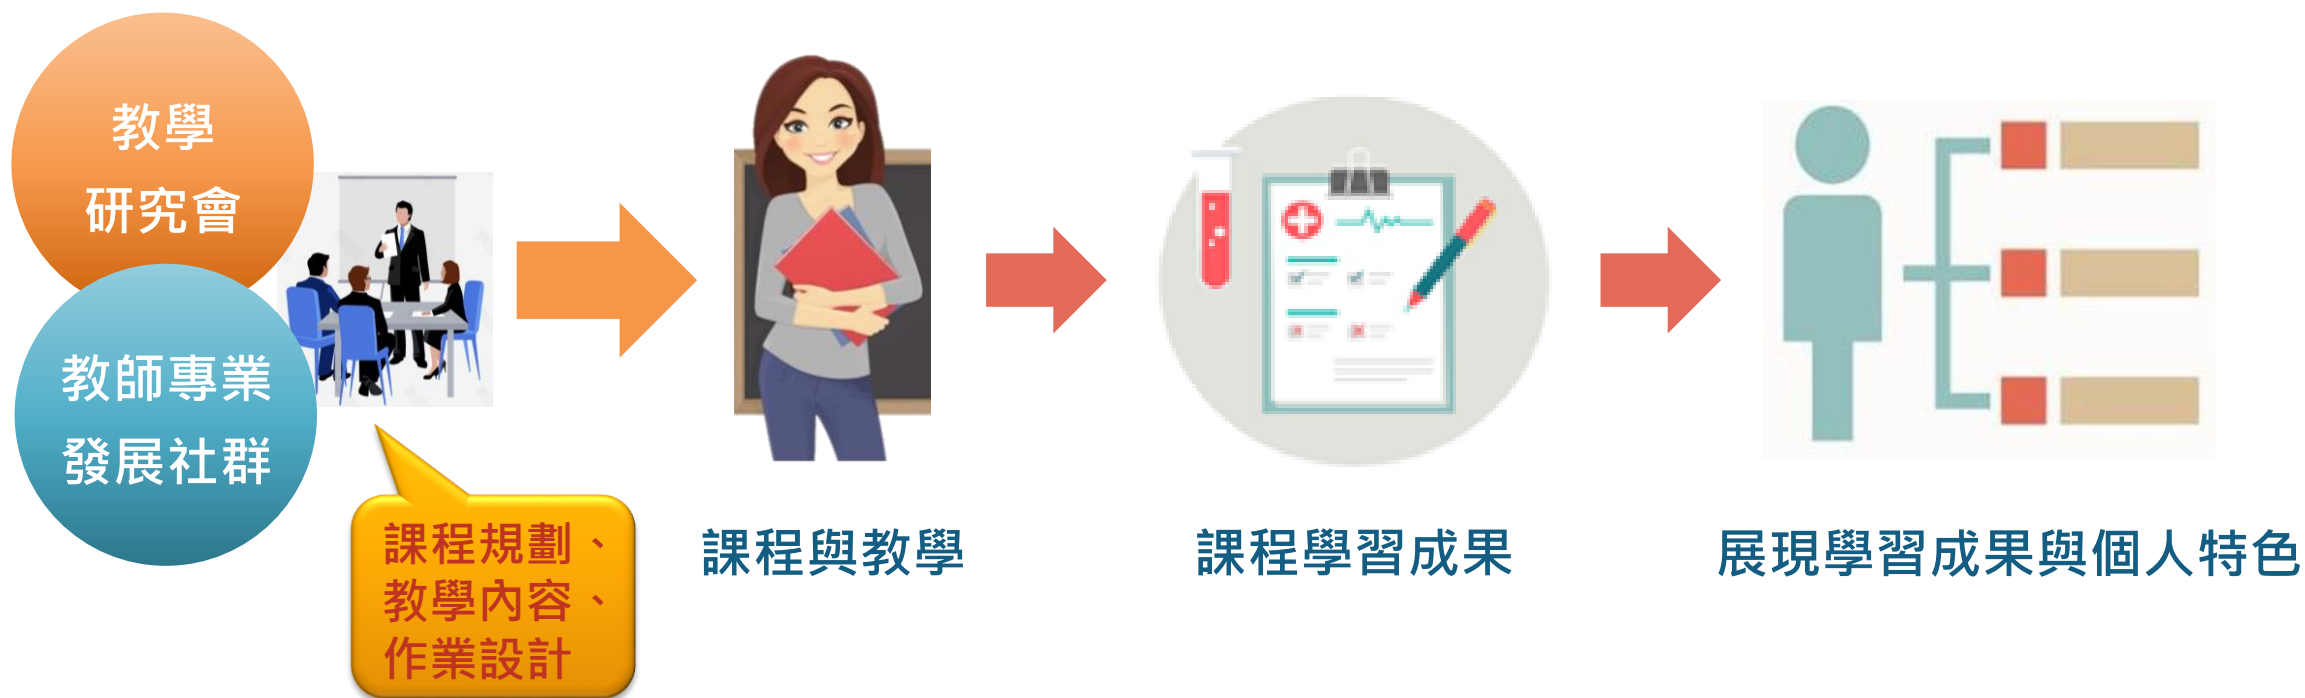 教學
研究會
教師專業
發展社群
課程規劃、
教學內容、
作業設計
課程與教學
課程學習成果
展現學習成果與個人特色